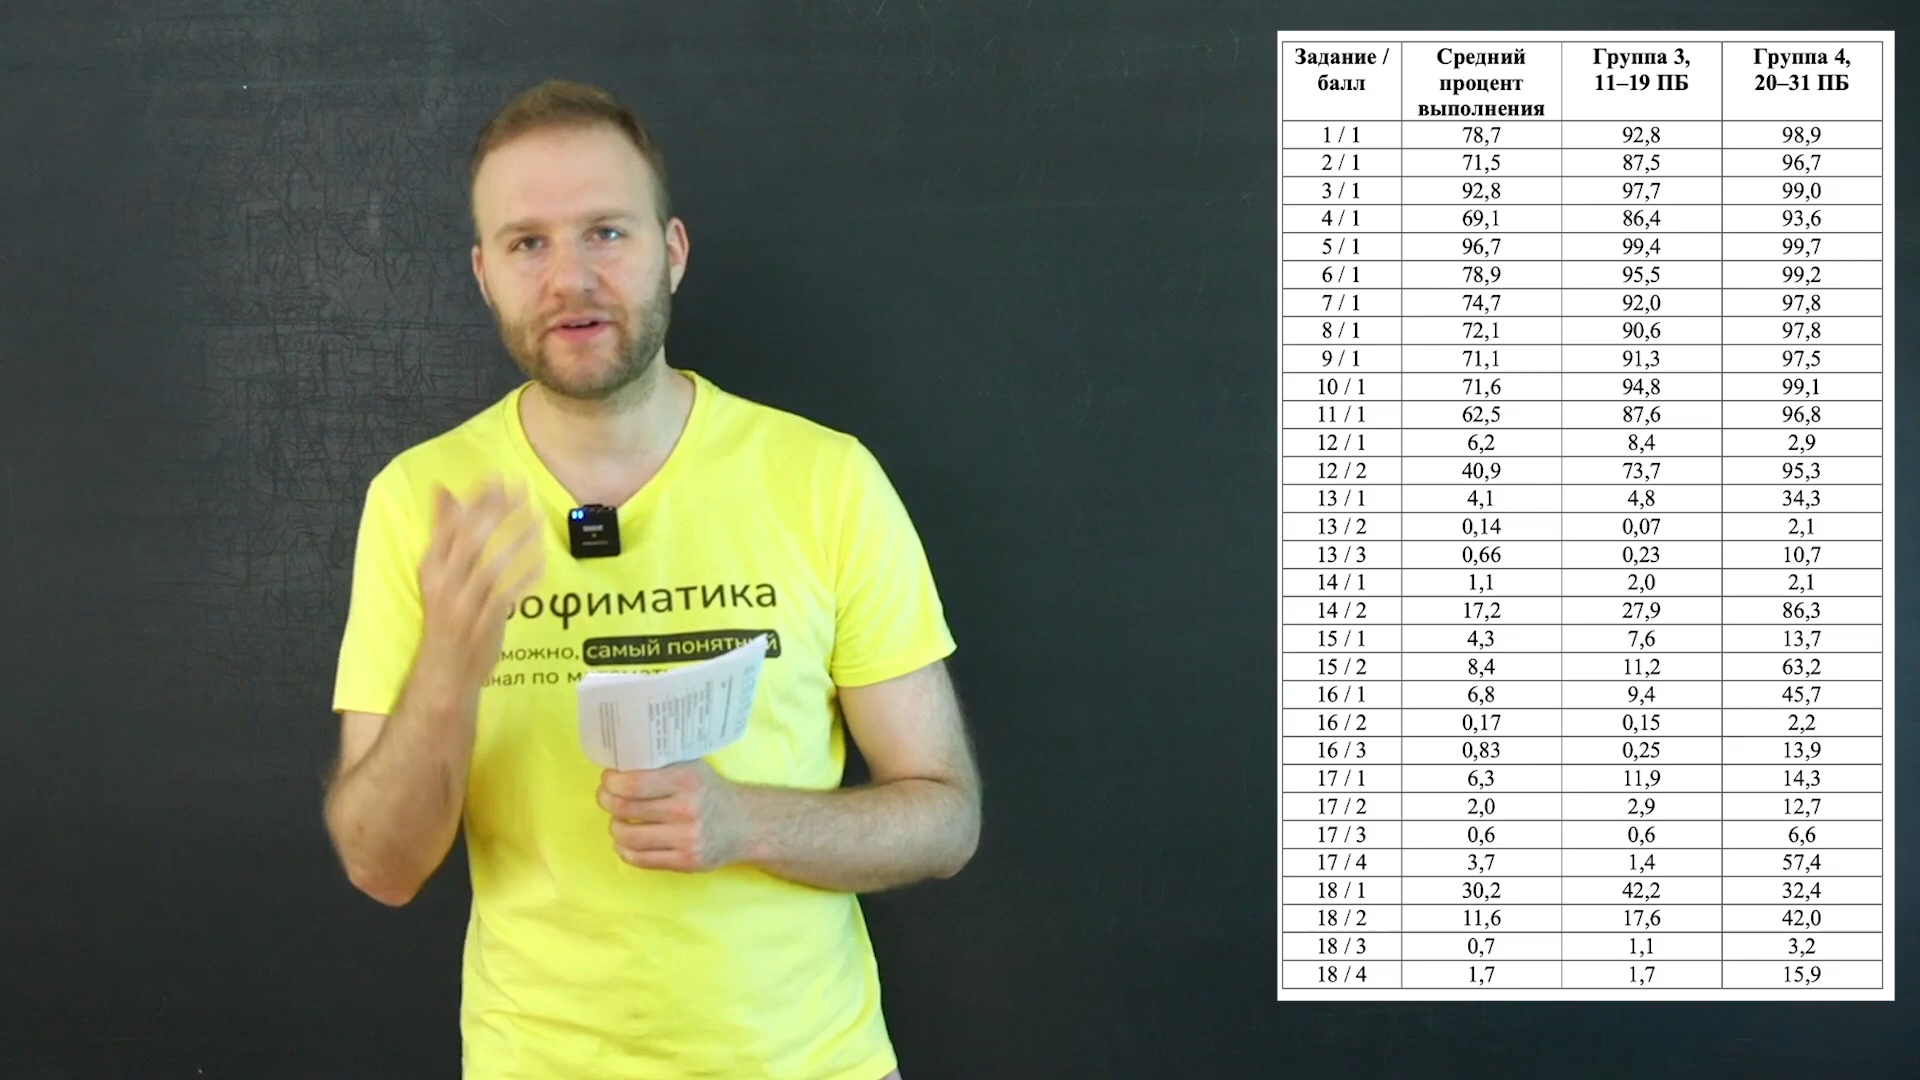 офиматика
можно, самый понятный
нал по
Задание / балл | Средний процент выполнения | Группа 3, 11–19 ПБ | Группа 4, 20–31 ПБ
1 / 1 | 78,7 | 92,8 | 98,9
2 / 1 | 71,5 | 87,5 | 96,7
3 / 1 | 92,8 | 97,7 | 99,0
4 / 1 | 69,1 | 86,4 | 93,6
5 / 1 | 96,7 | 99,4 | 99,7
6 / 1 | 78,9 | 95,5 | 99,2
7 / 1 | 74,7 | 92,0 | 97,8
8 / 1 | 72,1 | 90,6 | 97,8
9 / 1 | 71,1 | 91,3 | 97,5
10 / 1 | 71,6 | 94,8 | 99,1
11 / 1 | 62,5 | 87,6 | 96,8
12 / 1 | 6,2 | 8,4 | 2,9
12 / 2 | 40,9 | 73,7 | 95,3
13 / 1 | 4,1 | 4,8 | 34,3
13 / 2 | 0,14 | 0,07 | 2,1
13 / 3 | 0,66 | 0,23 | 10,7
14 / 1 | 1,1 | 2,0 | 2,1
14 / 2 | 17,2 | 27,9 | 86,3
15 / 1 | 4,3 | 7,6 | 13,7
15 / 2 | 8,4 | 11,2 | 63,2
16 / 1 | 6,8 | 9,4 | 45,7
16 / 2 | 0,17 | 0,15 | 2,2
16 / 3 | 0,83 | 0,25 | 13,9
17 / 1 | 6,3 | 11,9 | 14,3
17 / 2 | 2,0 | 2,9 | 12,7
17 / 3 | 0,6 | 0,6 | 6,6
17 / 4 | 3,7 | 1,4 | 57,4
18 / 1 | 30,2 | 42,2 | 32,4
18 / 2 | 11,6 | 17,6 | 42,0
18 / 3 | 0,7 | 1,1 | 3,2
18 / 4 | 1,7 | 1,7 | 15,9